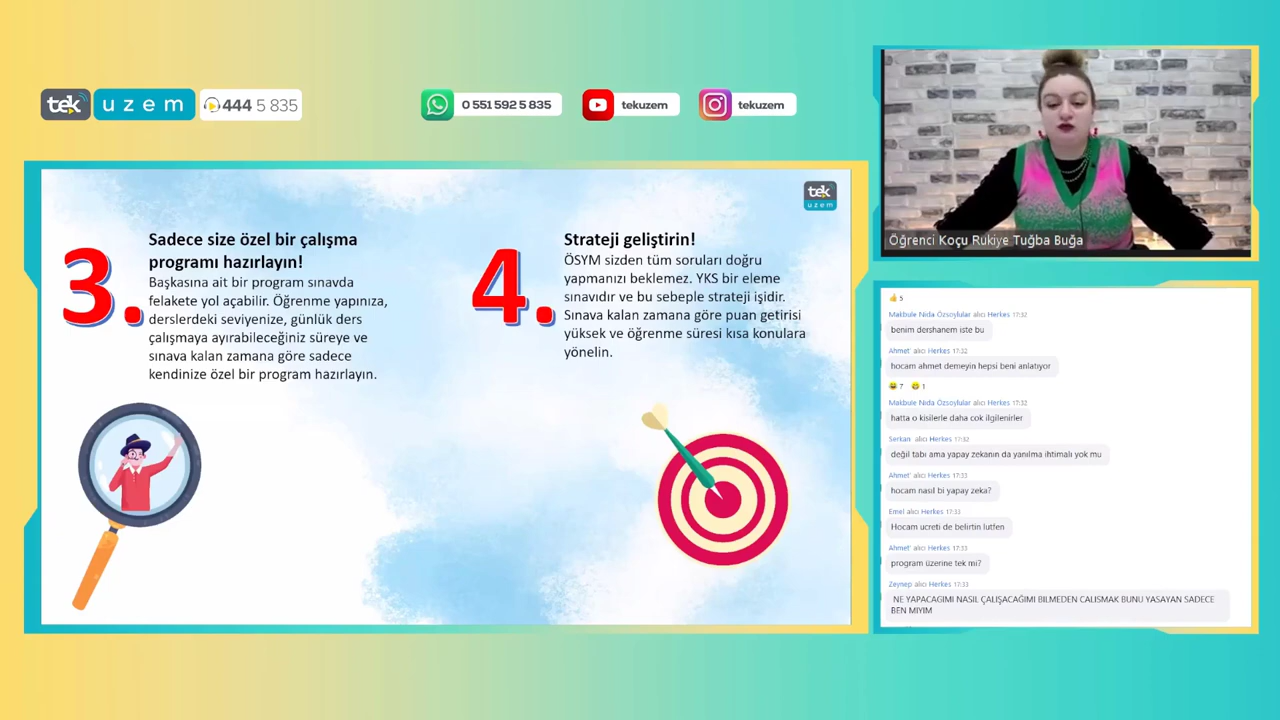 tek uzem 444 5 835
0 551 592 5 835
tekuzem
tekuzem
tek
uzem
3.
Sadece size özel bir çalışma
programı hazırlayın!
Başkasına ait bir program sınavda
felakete yol açabilir. Öğrenme yapınıza,
derslerdeki seviyenize, günlük ders
çalışmaya ayırabileceğiniz süreye ve
sınava kalan zamana göre sadece
kendinize özel bir program hazırlayın.
4.
Strateji geliştirin!
ÖSYM sizden tüm soruları doğru
yapmanızı beklemez. YKS bir eleme
sınavıdır ve bu sebeple strateji işidir.
Sınava kalan zamana göre puan getirisi
yüksek ve öğrenme süresi kısa konulara
yönelin.
Öğrenci Koçu Rukiye Tuğba Buğa
5
Makbule Nida Özsoylular alıcı Herkes 17:32
benim dershanem iste bu
Ahmet' alıcı Herkes 17:32
hocam ahmet demeyin hepsi beni anlatıyor
7 1
Makbule Nida Özsoylular alıcı Herkes 17:32
hatta o kisilerle daha cok ilgilenirler
Serkan alıcı Herkes 17:32
değil tabı ama yapay zekanın da yanılma ihtimalı yok mu
Ahmet' alıcı Herkes 17:33
hocam nasıl bi yapay zeka?
Emel alıcı Herkes 17:33
Hocam ucreti de belirtin lutfen
Ahmet' alıcı Herkes 17:33
program üzerine tek mi?
Zeynep alıcı Herkes 17:33
NE YAPACAGIMI NASIL ÇALIŞACAĞIMI BILMEDEN CALISMAK BUNU YASAYAN SADECE
BEN MIYIM